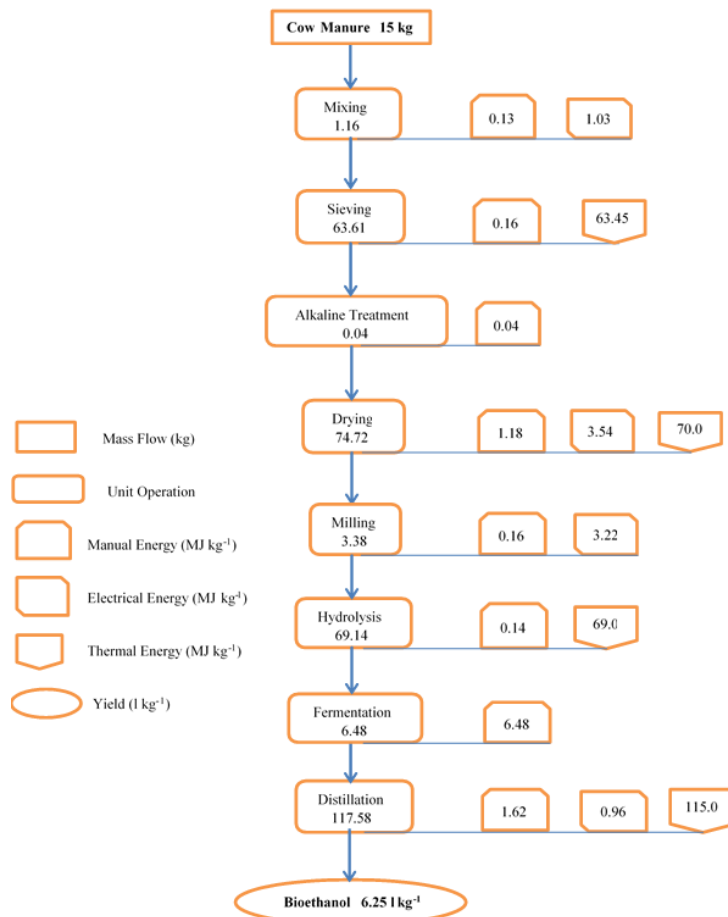 Cow Manure 15 kg
Mixing
1.16
0.13
1.03
Sieving
63.61
0.16
63.45
Alkaline Treatment
0.04
0.04
Drying
74.72
1.18
3.54
70.0
Mass Flow (kg)
Unit Operation
Milling
3.38
0.16
3.22
Manual Energy (MJ kg⁻¹)
Electrical Energy (MJ kg⁻¹)
Hydrolysis
69.14
0.14
69.0
Thermal Energy (MJ kg⁻¹)
Yield (l kg⁻¹)
Fermentation
6.48
6.48
Distillation
117.58
1.62
0.96
115.0
Bioethanol 6.25 l kg⁻¹